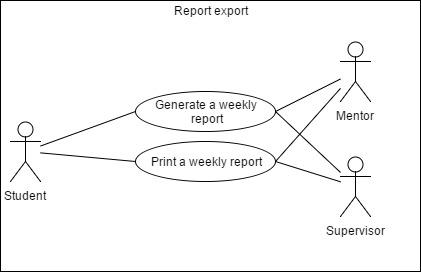 Report export
Generate a weekly
report
Mentor
Print a weekly report
Student
Supervisor